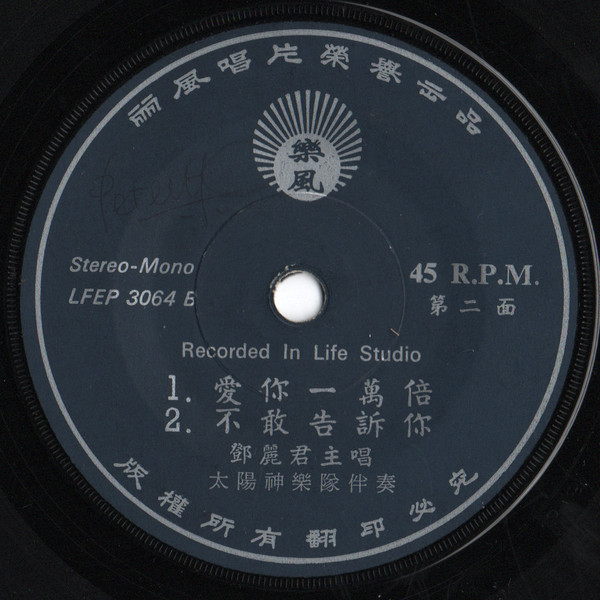 丽風唱片榮譽出品
樂風
Stereo-Mono
LFEP 3064 B
45 R.P.M.
第二面
Recorded In Life Studio
1. 愛你一萬倍
2. 不敢告訴你
鄧麗君主唱
太陽神樂隊伴奏
版權所有翻印必究